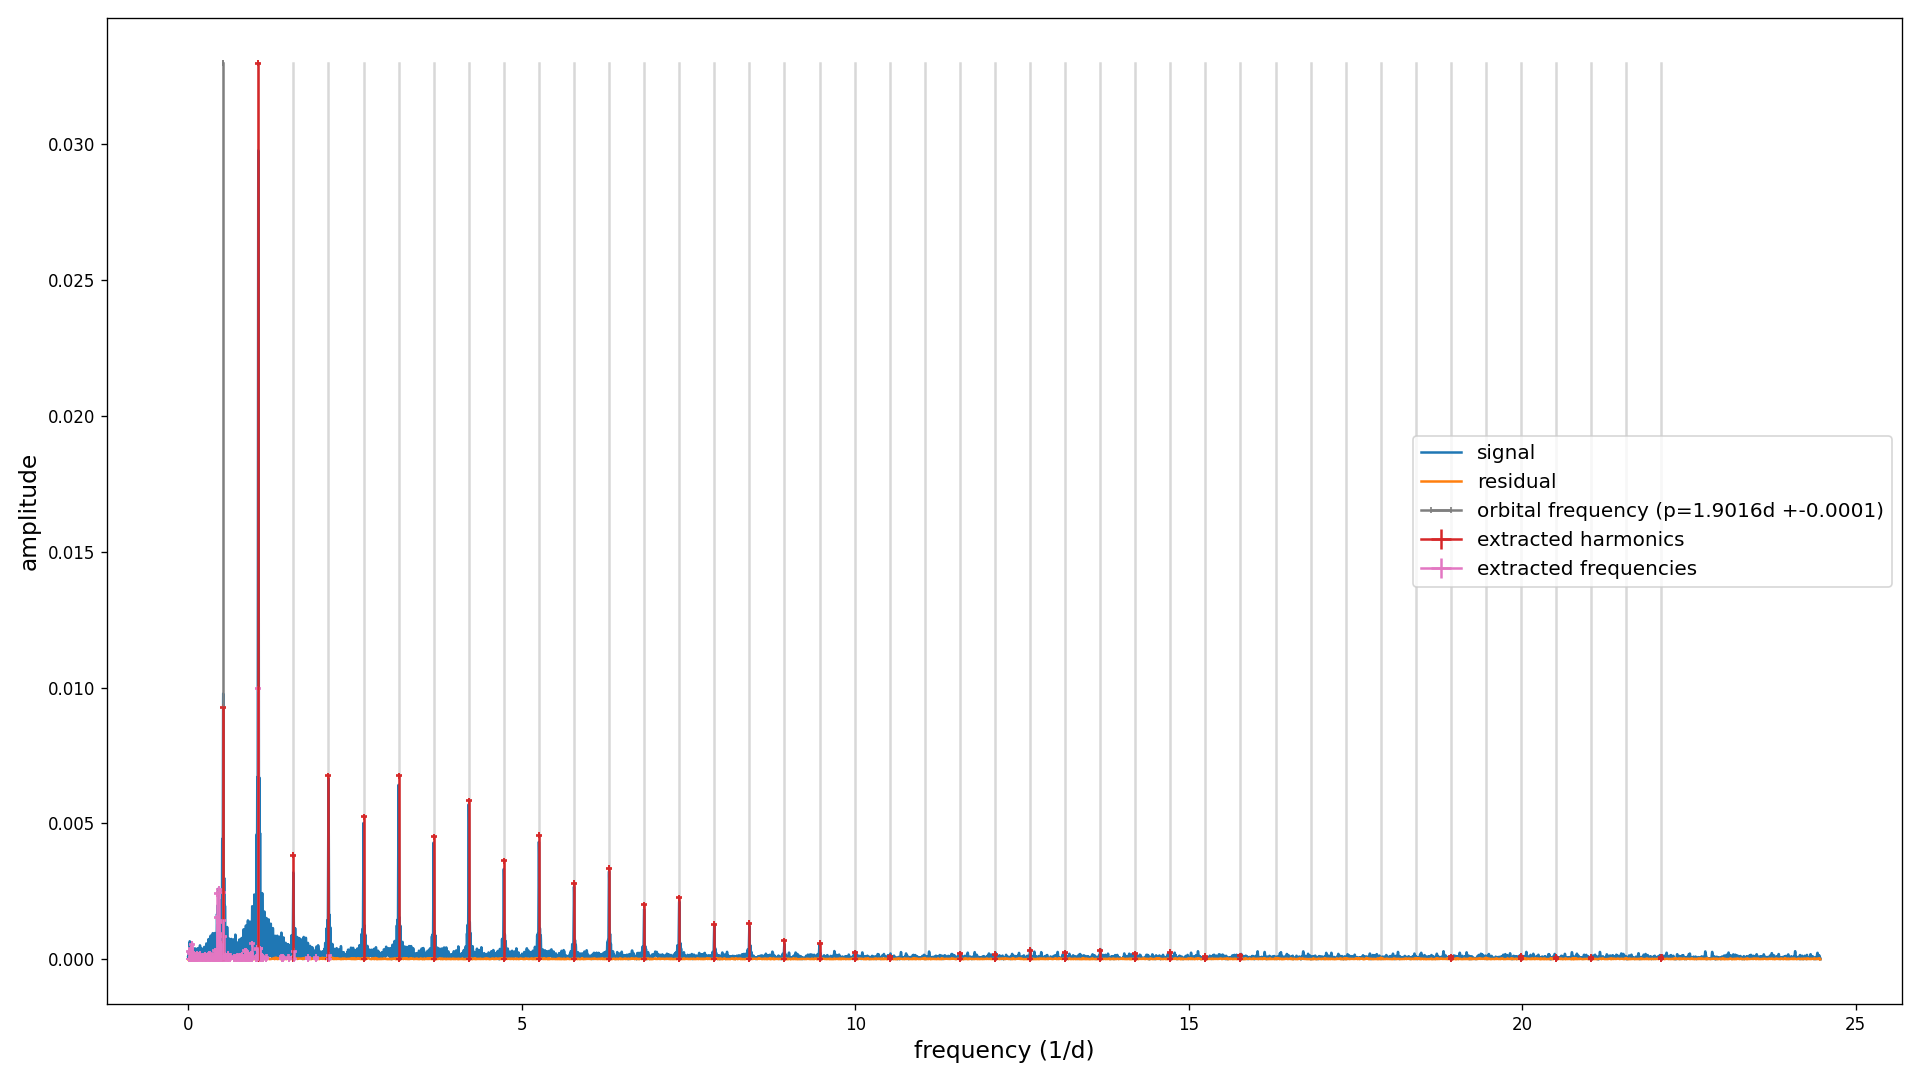 0.030
0.025
0.020
0.015
0.010
0.005
0.000
amplitude
signal
residual
orbital frequency (p=1.9016d +-0.0001)
extracted harmonics
extracted frequencies
0 5 10 15 20 25
frequency (1/d)